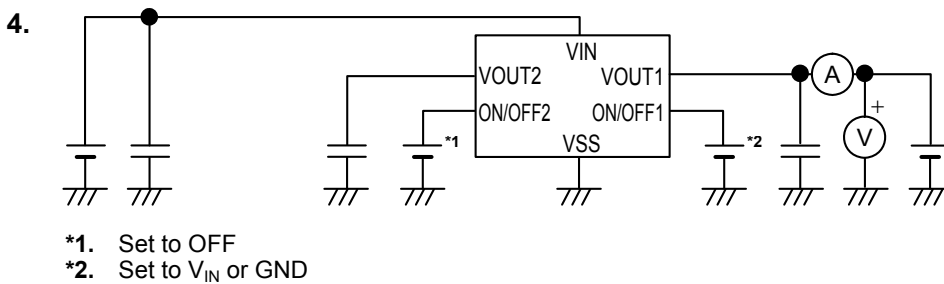 4.
VIN
VOUT2 VOUT1
ON/OFF2 ON/OFF1
VSS
*1
*2
A
+
V
*1. Set to OFF
*2. Set to VIN or GND